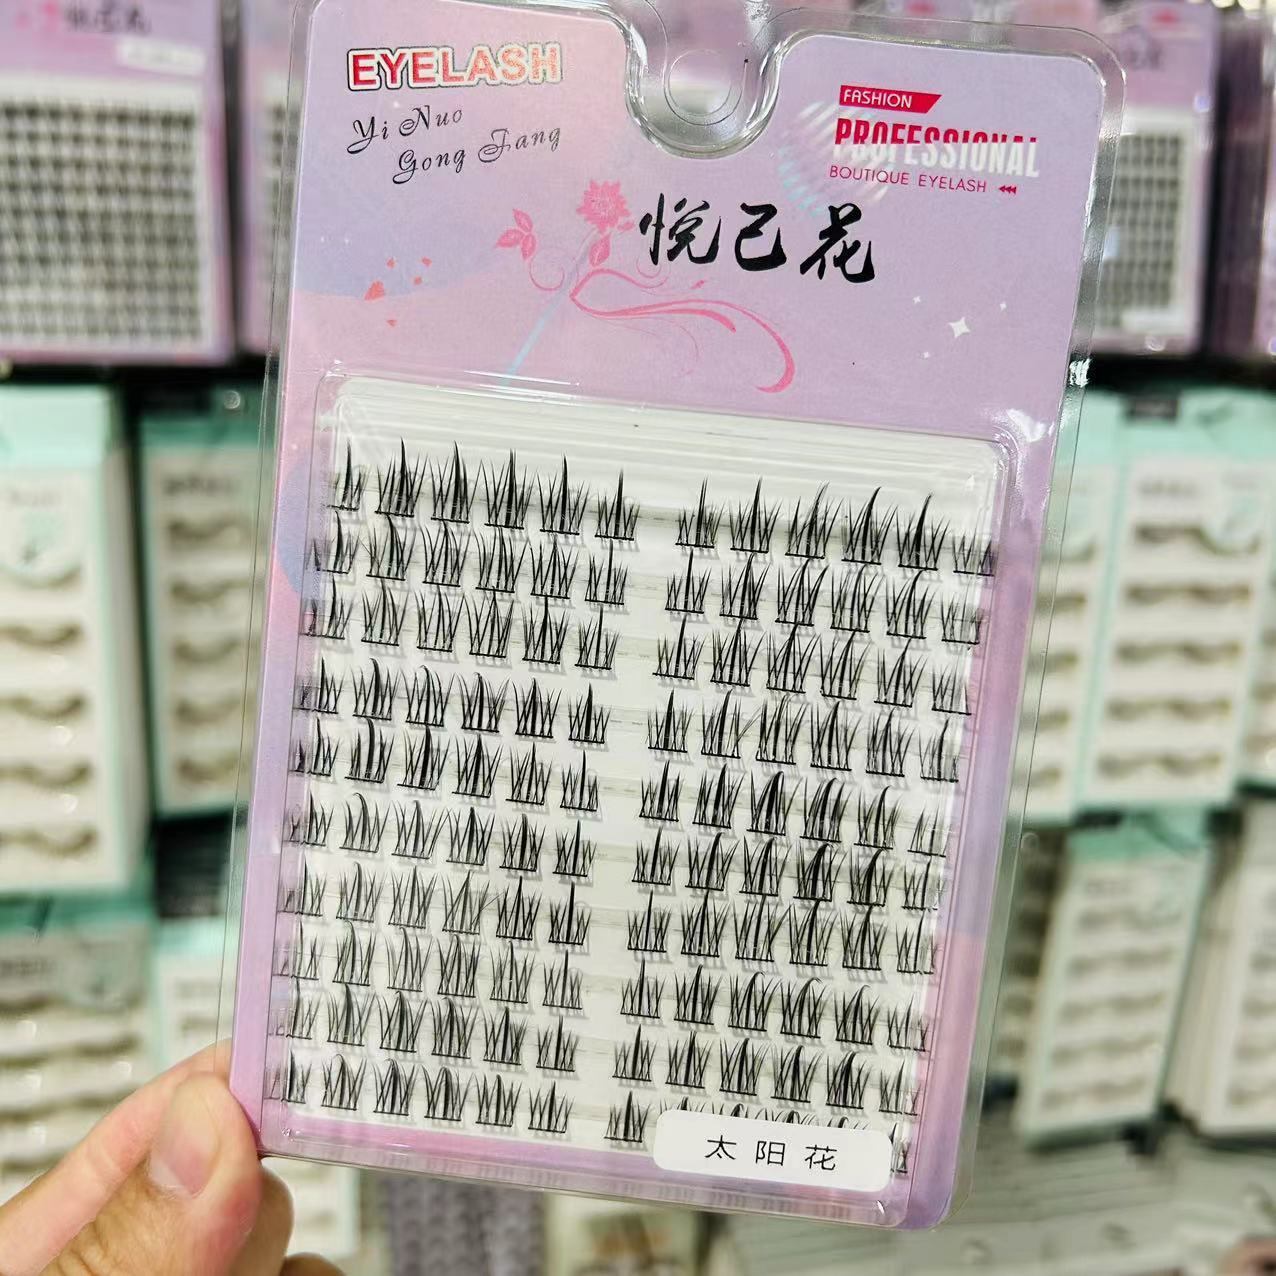 EYELASH
Yi Nuo
Gong Fang
FASHION
PROFESSIONAL
BOUTIQUE EYELASH
悦己花
太阳花